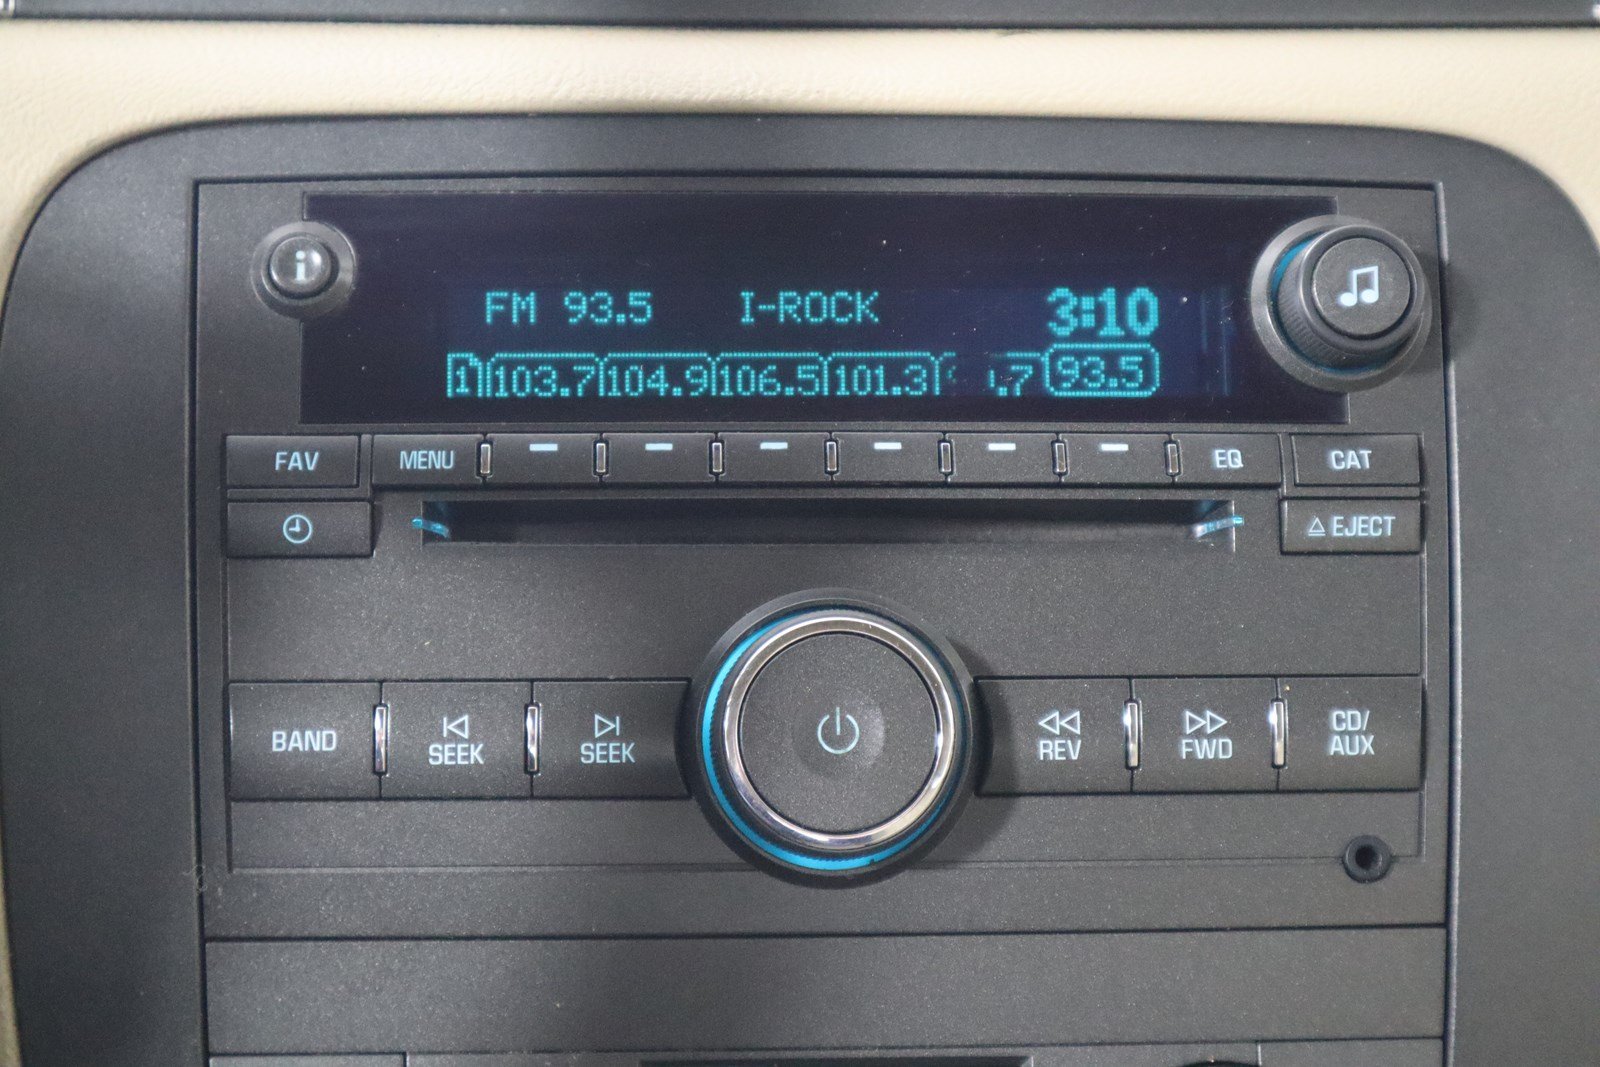 i
FM 93.5 I-ROCK 3:10
1 103.7 104.9 106.5 101.3 .7 93.5
FAV MENU EQ CAT
EJECT
BAND SEEK SEEK REV FWD CD/
AUX